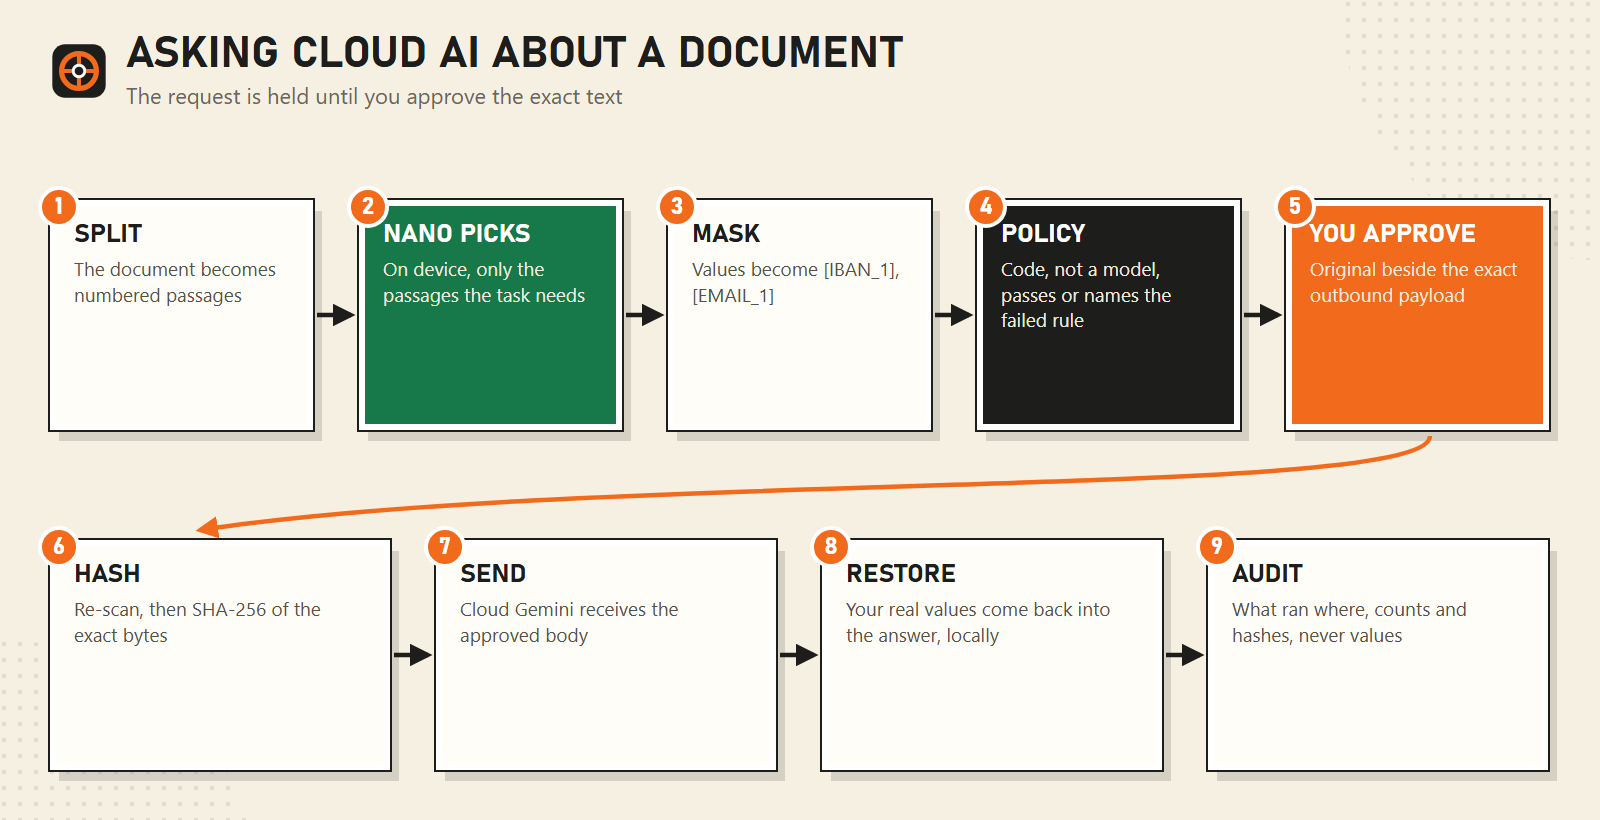 ASKING CLOUD AI ABOUT A DOCUMENT
The request is held until you approve the exact text
1
SPLIT
The document becomes
numbered passages
2
NANO PICKS
On device, only the
passages the task needs
3
MASK
Values become [IBAN_1],
[EMAIL_1]
4
POLICY
Code, not a model,
passes or names the
failed rule
5
YOU APPROVE
Original beside the exact
outbound payload
6
HASH
Re-scan, then SHA-256 of the
exact bytes
7
SEND
Cloud Gemini receives the
approved body
8
RESTORE
Your real values come back into
the answer, locally
9
AUDIT
What ran where, counts and
hashes, never values